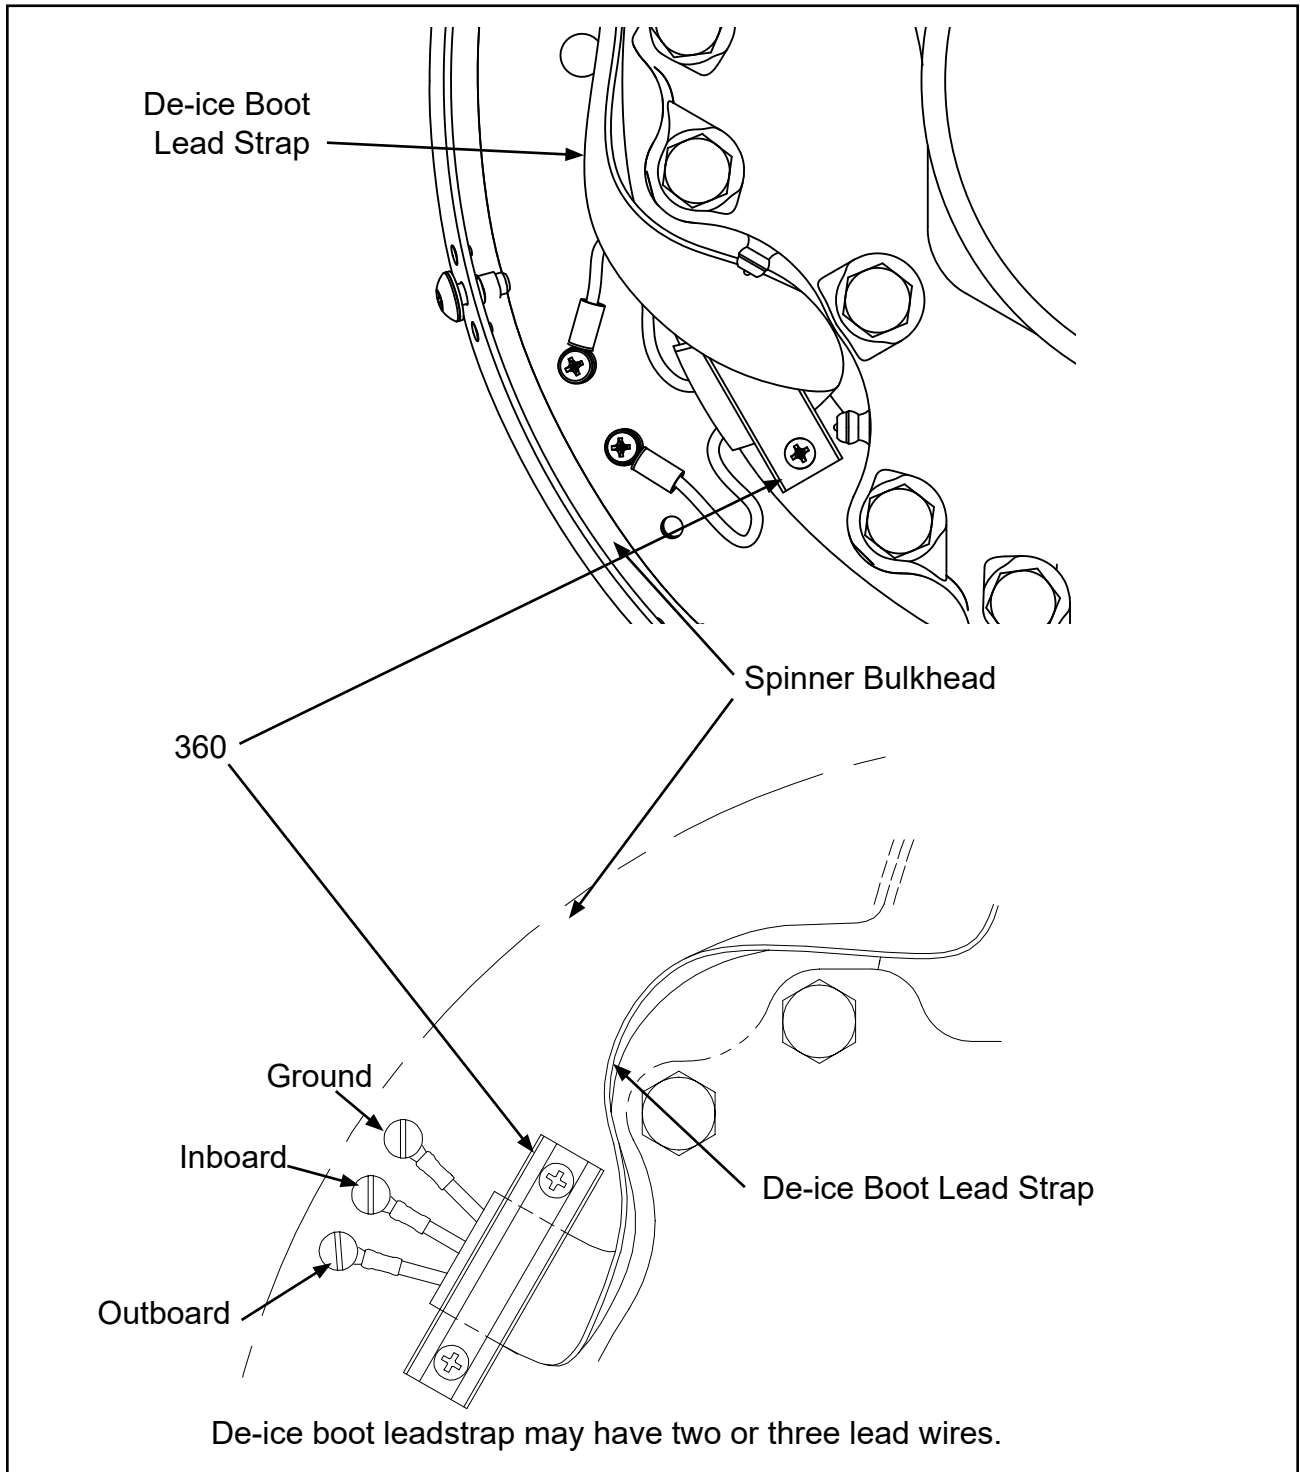 De-ice Boot
Lead Strap
Spinner Bulkhead
360
Ground
Inboard
De-ice Boot Lead Strap
Outboard
De-ice boot leadstrap may have two or three lead wires.